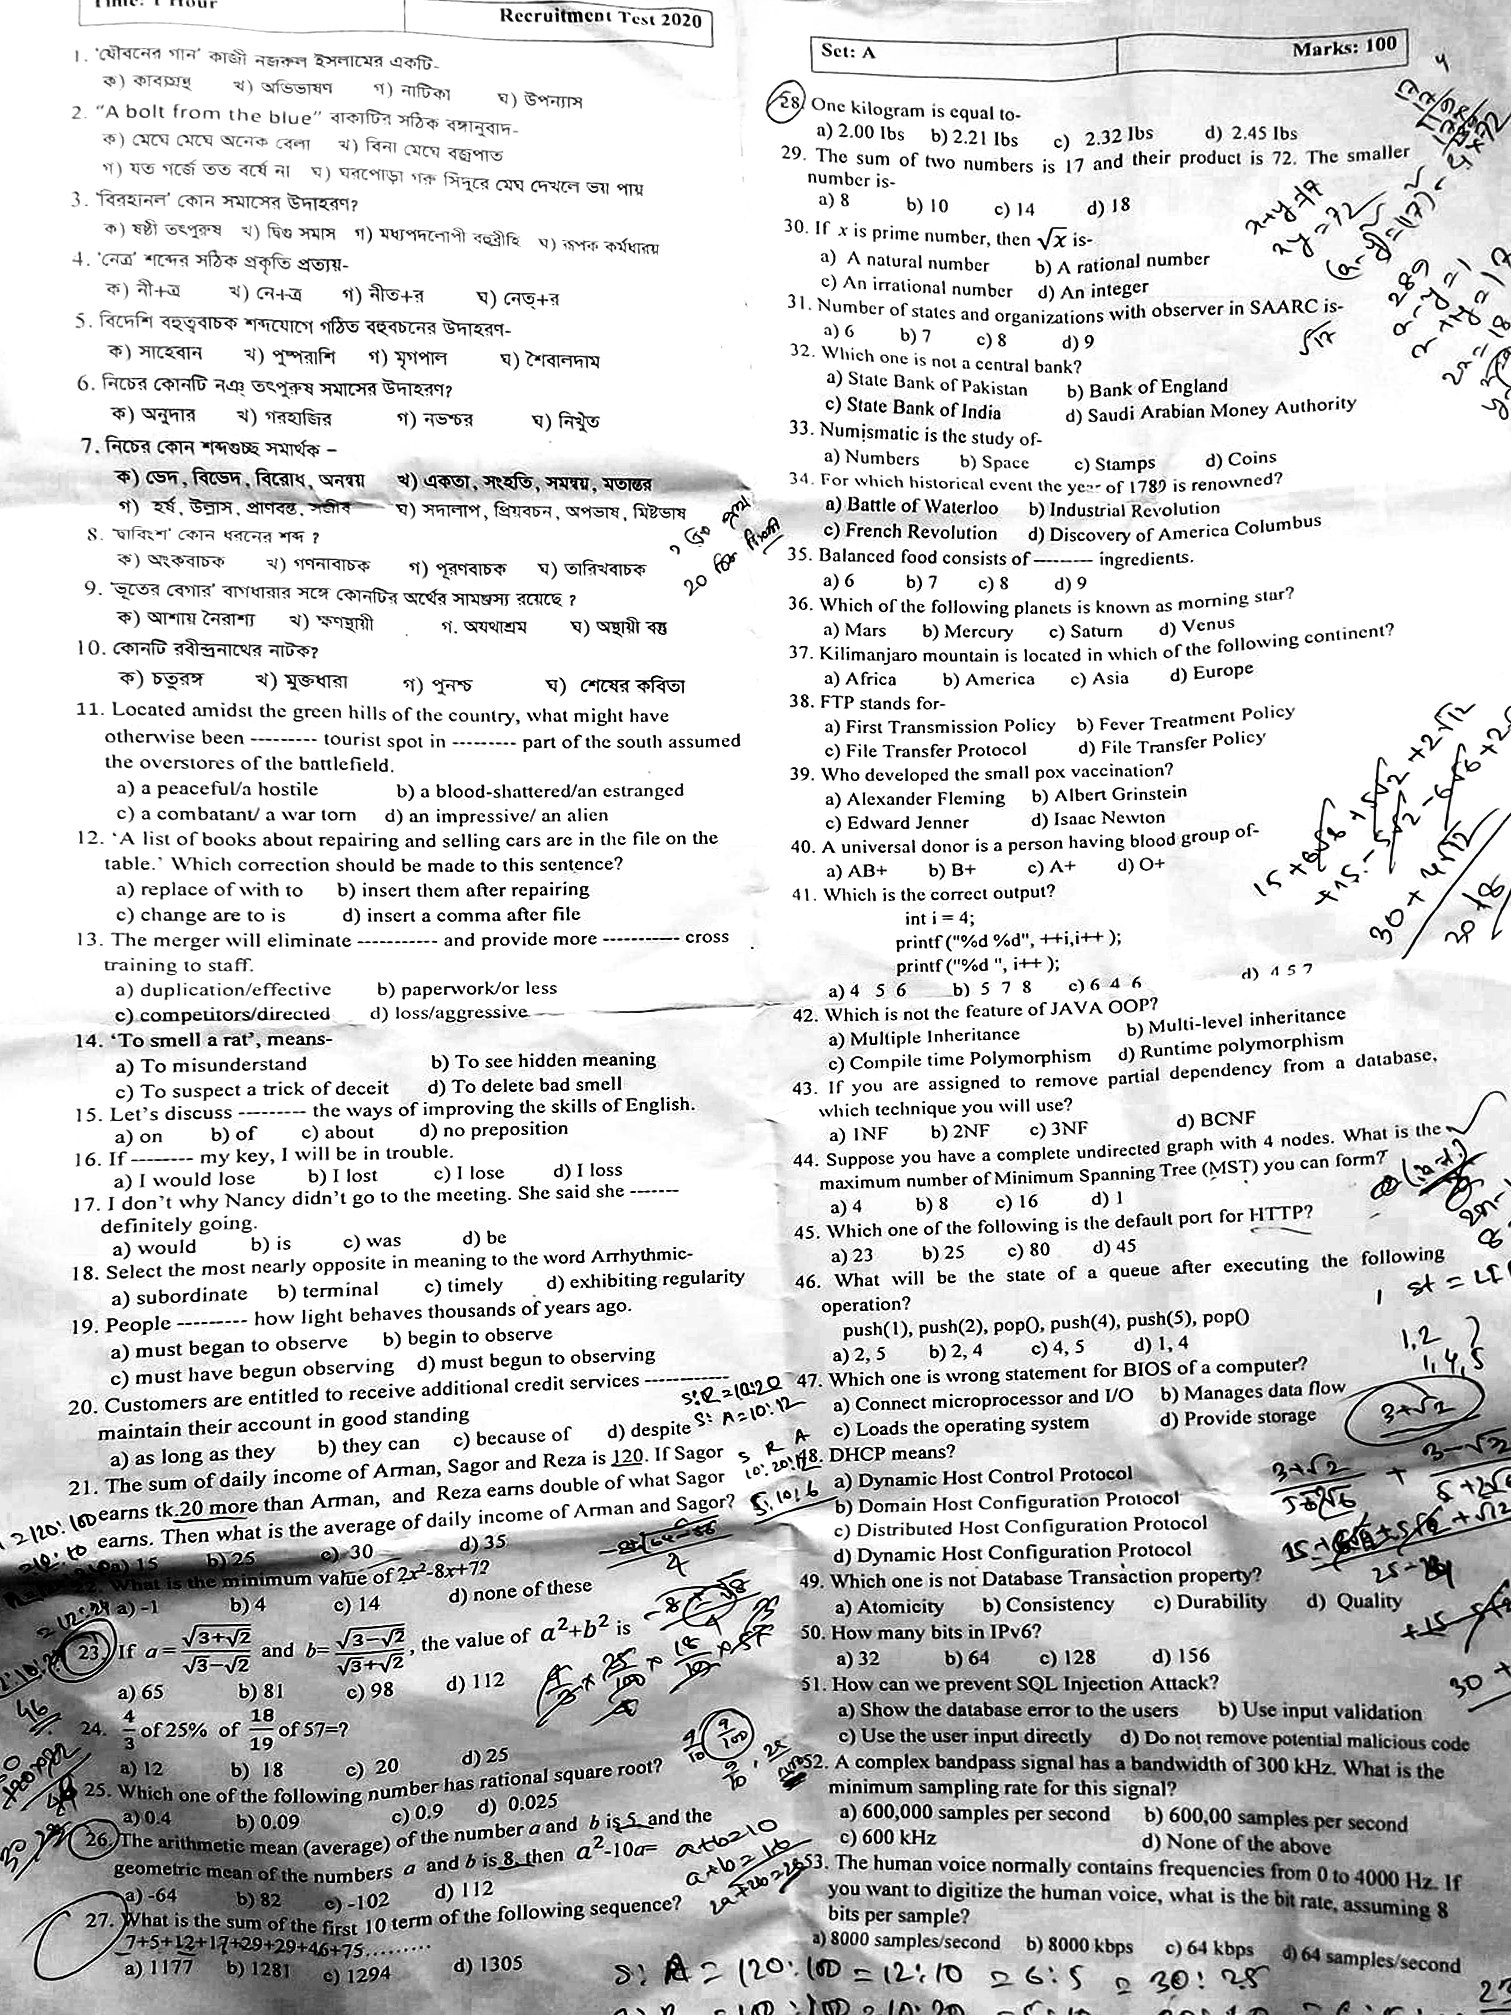 Time: 1 Hour
Recruitment Test 2020
1. 'যৌবনের গান' কাজী নজরুল ইসলামের একটি-
ক) কাব্যগ্রন্থ খ) অভিভাষণ গ) নাটিকা ঘ) উপন্যাস
2. "A bolt from the blue" বাক্যটির সঠিক বঙ্গানুবাদ-
ক) মেঘে মেঘে অনেক বেলা খ) বিনা মেঘে বজ্রপাত
গ) যত গর্জে তত বর্ষে না ঘ) ঘরপোড়া গরু সিঁদুরে মেঘ দেখলে ভয় পায়
3. 'বিরহানল' কোন সমাসের উদাহরণ?
ক) ষষ্ঠী তৎপুরুষ খ) দ্বিগু সমাস গ) মধ্যপদলোপী বহুব্রীহি ঘ) রূপক কর্মধারয়
4. 'নেত্র' শব্দের সঠিক প্রকৃতি প্রত্যয়-
ক) নী+ত্র খ) নে+ত্র গ) নীত+র ঘ) নেত্+র
5. বিদেশি বহুত্ববাচক শব্দযোগে গঠিত বহুবচনের উদাহরণ-
ক) সাহেবান খ) পুষ্পরাশি গ) মৃগপাল ঘ) শৈবালদাম
6. নিচের কোনটি নঞ্ তৎপুরুষ সমাসের উদাহরণ?
ক) অনুদার খ) গরহাজির গ) নভশ্চর ঘ) নিখুঁত
7. নিচের কোন শব্দগুচ্ছ সমার্থক –
ক) ভেদ, বিভেদ, বিরোধ, অনন্বয় খ) একতা, সংহতি, সমন্বয়, মতান্তর
গ) হর্ষ, উল্লাস, প্রাণবন্ত, সজীব ঘ) সদালাপ, প্রিয়বচন, অপভাষ, মিষ্টভাষ
8. 'দ্বাবিংশ' কোন ধরনের শব্দ ?
ক) অংকবাচক খ) গণনাবাচক গ) পূরণবাচক ঘ) তারিখবাচক
9. 'ভূতের বেগার' বাগধারার সঙ্গে কোনটির অর্থের সামঞ্জস্য রয়েছে ?
ক) আশায় নৈরাশ্য খ) ক্ষণস্থায়ী গ. অযথাশ্রম ঘ) অস্থায়ী বস্তু
10. কোনটি রবীন্দ্রনাথের নাটক?
ক) চতুরঙ্গ খ) মুক্তধারা গ) পুনশ্চ ঘ) শেষের কবিতা
11. Located amidst the green hills of the country, what might have
otherwise been --------- tourist spot in --------- part of the south assumed
the overstores of the battlefield.
a) a peaceful/a hostile b) a blood-shattered/an estranged
c) a combatant/ a war torn d) an impressive/ an alien
12. 'A list of books about repairing and selling cars are in the file on the
table.' Which correction should be made to this sentence?
a) replace of with to b) insert them after repairing
c) change are to is d) insert a comma after file
13. The merger will eliminate ----------- and provide more ----------- cross
training to staff.
a) duplication/effective b) paperwork/or less
c) competitors/directed d) loss/aggressive
14. 'To smell a rat', means-
a) To misunderstand b) To see hidden meaning
c) To suspect a trick of deceit d) To delete bad smell
15. Let's discuss --------- the ways of improving the skills of English.
a) on b) of c) about d) no preposition
16. If -------- my key, I will be in trouble.
a) I would lose b) I lost c) I lose d) I loss
17. I don't why Nancy didn't go to the meeting. She said she -------
definitely going.
a) would b) is c) was d) be
18. Select the most nearly opposite in meaning to the word Arrhythmic-
a) subordinate b) terminal c) timely d) exhibiting regularity
19. People --------- how light behaves thousands of years ago.
a) must began to observe b) begin to observe
c) must have begun observing d) must begun to observing
20. Customers are entitled to receive additional credit services -----------
maintain their account in good standing
a) as long as they b) they can c) because of d) despite
21. The sum of daily income of Arman, Sagor and Reza is 120. If Sagor
earns tk.20 more than Arman, and Reza earns double of what Sagor
earns. Then what is the average of daily income of Arman and Sagor?
a) 15 b) 25 c) 30 d) 35
22. What is the minimum value of 2x²-8x+7?
a) -1 b) 4 c) 14 d) none of these
23. If a=√3+√2/√3−√2 and b=√3−√2/√3+√2, the value of a²+b² is
a) 65 b) 81 c) 98 d) 112
24. 4/3 of 25% of 18/19 of 57=?
a) 12 b) 18 c) 20 d) 25
25. Which one of the following number has rational square root?
a) 0.4 b) 0.09 c) 0.9 d) 0.025
26. The arithmetic mean (average) of the number a and b is 5 and the
geometric mean of the numbers a and b is 8, then a²-10a=
a) -64 b) 82 c) -102 d) 112
27. What is the sum of the first 10 term of the following sequence?
7+5+12+17+29+29+46+75.........
a) 1177 b) 1281 c) 1294 d) 1305
Set: A
Marks: 100
28. One kilogram is equal to-
a) 2.00 lbs b) 2.21 lbs c) 2.32 lbs d) 2.45 lbs
29. The sum of two numbers is 17 and their product is 72. The smaller
number is-
a) 8 b) 10 c) 14 d) 18
30. If x is prime number, then √x is-
a) A natural number b) A rational number
c) An irrational number d) An integer
31. Number of states and organizations with observer in SAARC is-
a) 6 b) 7 c) 8 d) 9
32. Which one is not a central bank?
a) State Bank of Pakistan b) Bank of England
c) State Bank of India d) Saudi Arabian Money Authority
33. Numismatic is the study of-
a) Numbers b) Space c) Stamps d) Coins
34. For which historical event the year of 1789 is renowned?
a) Battle of Waterloo b) Industrial Revolution
c) French Revolution d) Discovery of America Columbus
35. Balanced food consists of --------- ingredients.
a) 6 b) 7 c) 8 d) 9
36. Which of the following planets is known as morning star?
a) Mars b) Mercury c) Saturn d) Venus
37. Kilimanjaro mountain is located in which of the following continent?
a) Africa b) America c) Asia d) Europe
38. FTP stands for-
a) First Transmission Policy b) Fever Treatment Policy
c) File Transfer Protocol d) File Transfer Policy
39. Who developed the small pox vaccination?
a) Alexander Fleming b) Albert Grinstein
c) Edward Jenner d) Isaac Newton
40. A universal donor is a person having blood group of-
a) AB+ b) B+ c) A+ d) O+
41. Which is the correct output?
int i = 4;
printf ("%d %d", ++i,i++ );
printf ("%d ", i++ );
a) 4 5 6 b) 5 7 8 c) 6 4 6 d) 4 5 7
42. Which is not the feature of JAVA OOP?
a) Multiple Inheritance b) Multi-level inheritance
c) Compile time Polymorphism d) Runtime polymorphism
43. If you are assigned to remove partial dependency from a database,
which technique you will use?
a) 1NF b) 2NF c) 3NF d) BCNF
44. Suppose you have a complete undirected graph with 4 nodes. What is the
maximum number of Minimum Spanning Tree (MST) you can form?
a) 4 b) 8 c) 16 d) 1
45. Which one of the following is the default port for HTTP?
a) 23 b) 25 c) 80 d) 45
46. What will be the state of a queue after executing the following
operation?
push(1), push(2), pop(), push(4), push(5), pop()
a) 2, 5 b) 2, 4 c) 4, 5 d) 1, 4
47. Which one is wrong statement for BIOS of a computer?
a) Connect microprocessor and I/O b) Manages data flow
c) Loads the operating system d) Provide storage
48. DHCP means?
a) Dynamic Host Control Protocol
b) Domain Host Configuration Protocol
c) Distributed Host Configuration Protocol
d) Dynamic Host Configuration Protocol
49. Which one is not Database Transaction property?
a) Atomicity b) Consistency c) Durability d) Quality
50. How many bits in IPv6?
a) 32 b) 64 c) 128 d) 156
51. How can we prevent SQL Injection Attack?
a) Show the database error to the users b) Use input validation
c) Use the user input directly d) Do not remove potential malicious code
52. A complex bandpass signal has a bandwidth of 300 kHz. What is the
minimum sampling rate for this signal?
a) 600,000 samples per second b) 600,00 samples per second
c) 600 kHz d) None of the above
53. The human voice normally contains frequencies from 0 to 4000 Hz. If
you want to digitize the human voice, what is the bit rate, assuming 8
bits per sample?
a) 8000 samples/second b) 8000 kbps c) 64 kbps d) 64 samples/second
S: A = 120:100 = 12:10 = 6:5 = 30:25